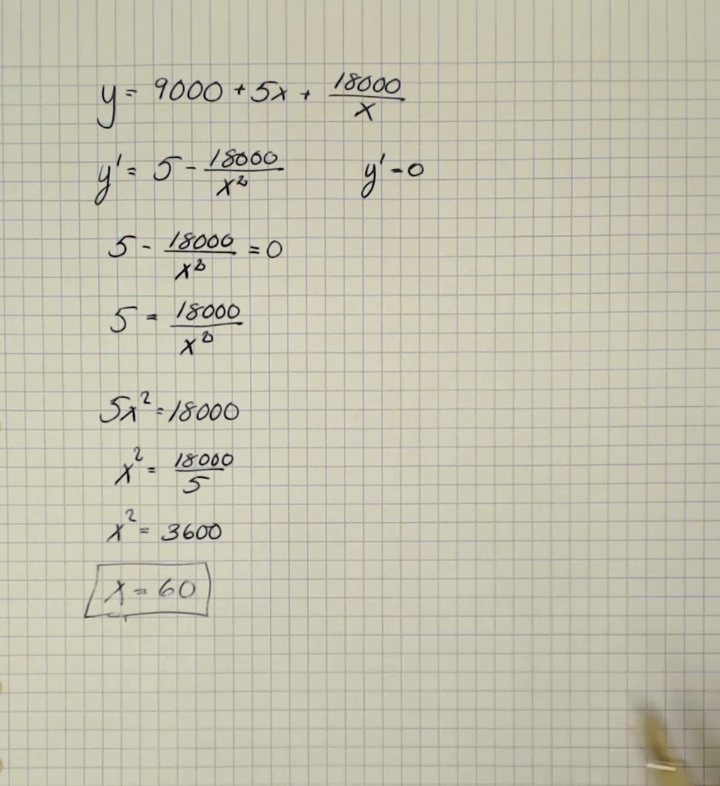 y = 9000 + 5x + 18000/x
y' = 5 - 18000/x² y' = 0
5 - 18000/x² = 0
5 = 18000/x²
5x² = 18000
x² = 18000/5
x² = 3600
x = 60